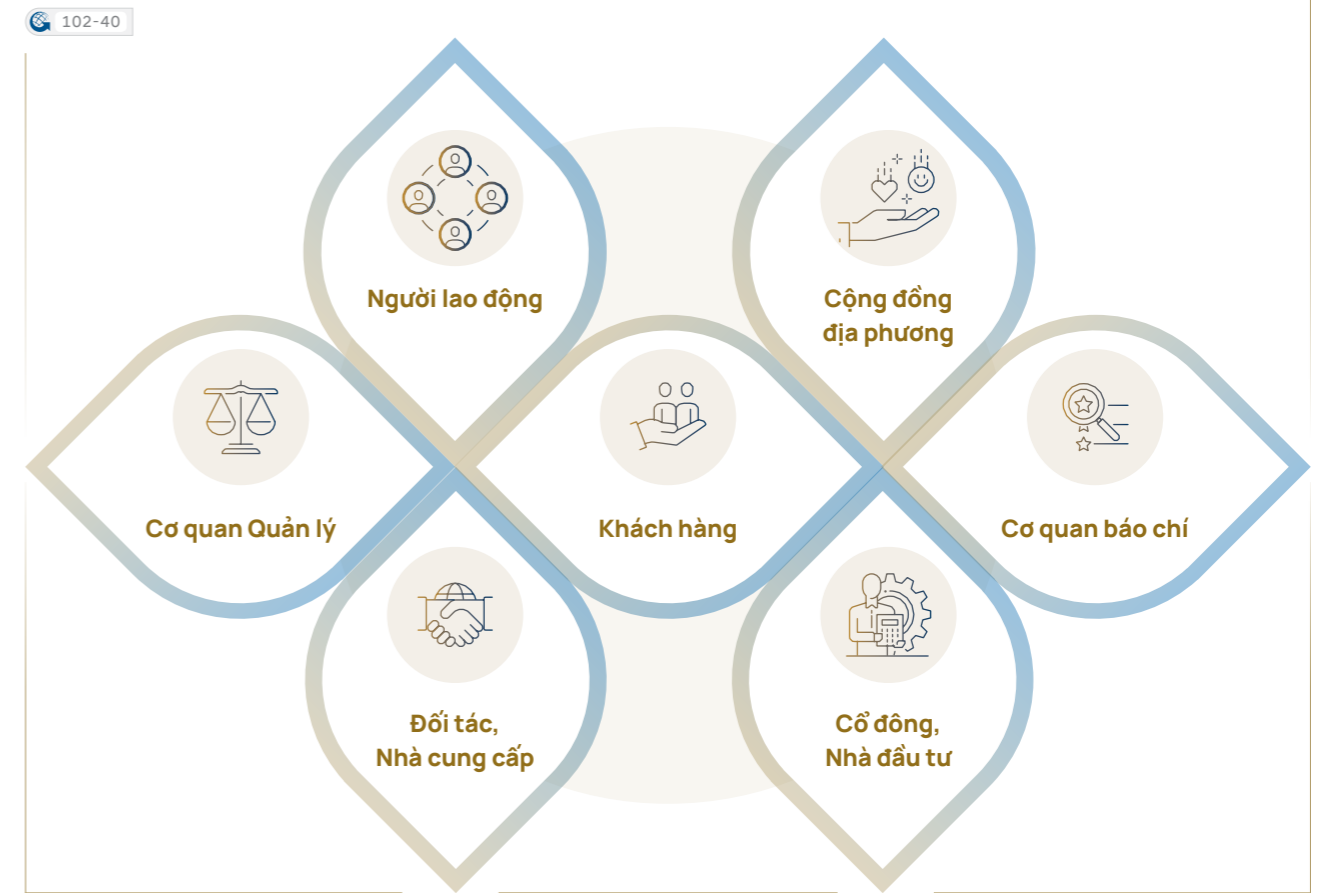 102-40
Người lao động
Cộng đồng
địa phương
Cơ quan Quản lý
Khách hàng
Cơ quan báo chí
Đối tác,
Nhà cung cấp
Cổ đông,
Nhà đầu tư